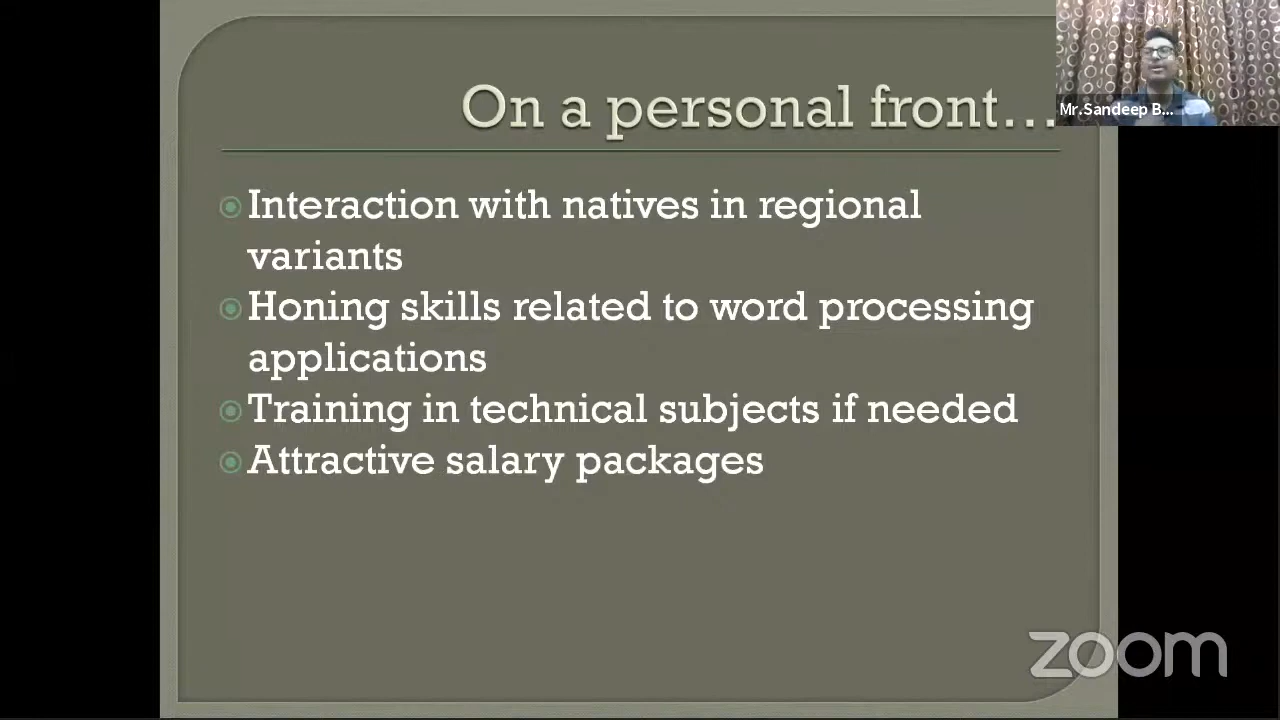 On a personal front...
Mr.Sandeep B...
Interaction with natives in regional
variants
Honing skills related to word processing
applications
Training in technical subjects if needed
Attractive salary packages
zoom